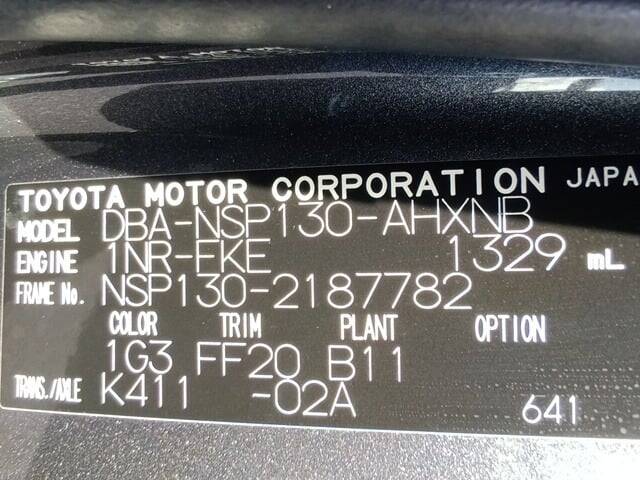 TOYOTA MOTOR CORPORATION JAPA
MODEL DBA-NSP130-AHXNB
ENGINE 1NR-FKE 1329 mL
FRAME No. NSP130-2187782
COLOR TRIM PLANT OPTION
1G3 FF20 B11
TRANS./AXLE K411 -02A 641